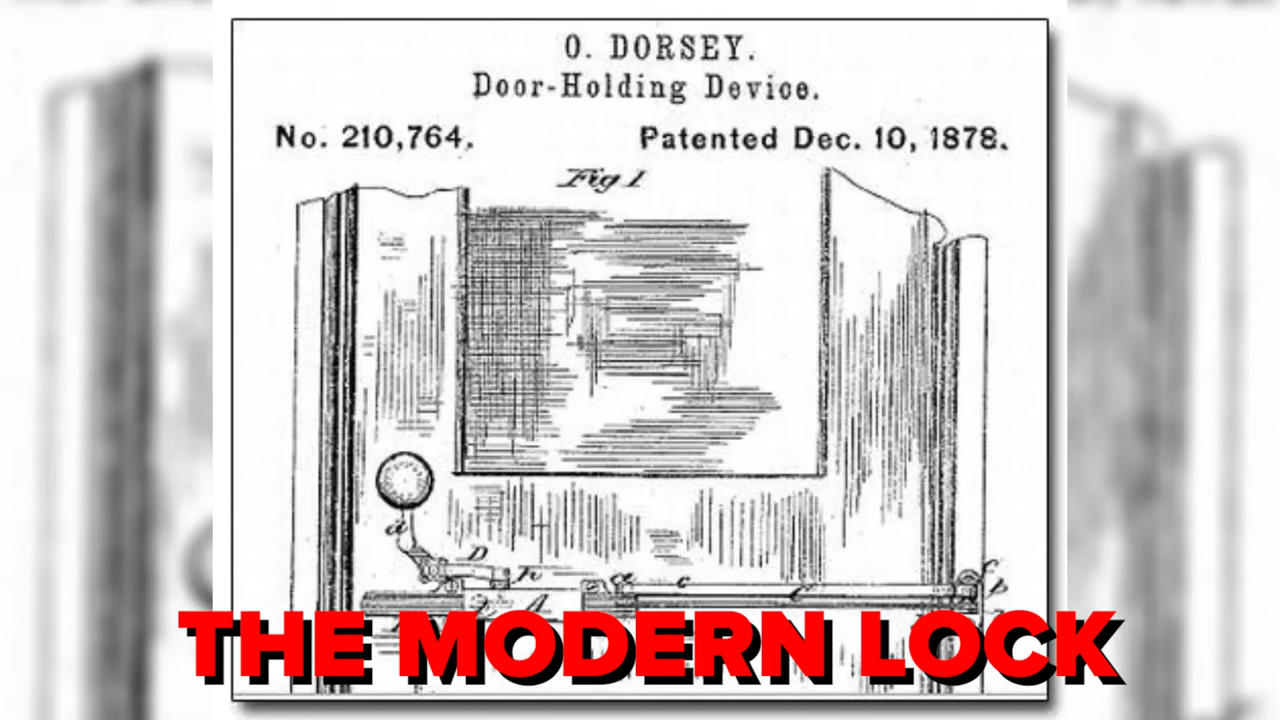 O. DORSEY.
Door-Holding Device.
No. 210,764.
Patented Dec. 10, 1878.
Fig 1
a
D
h
a
c
c
b
A
THE MODERN LOCK